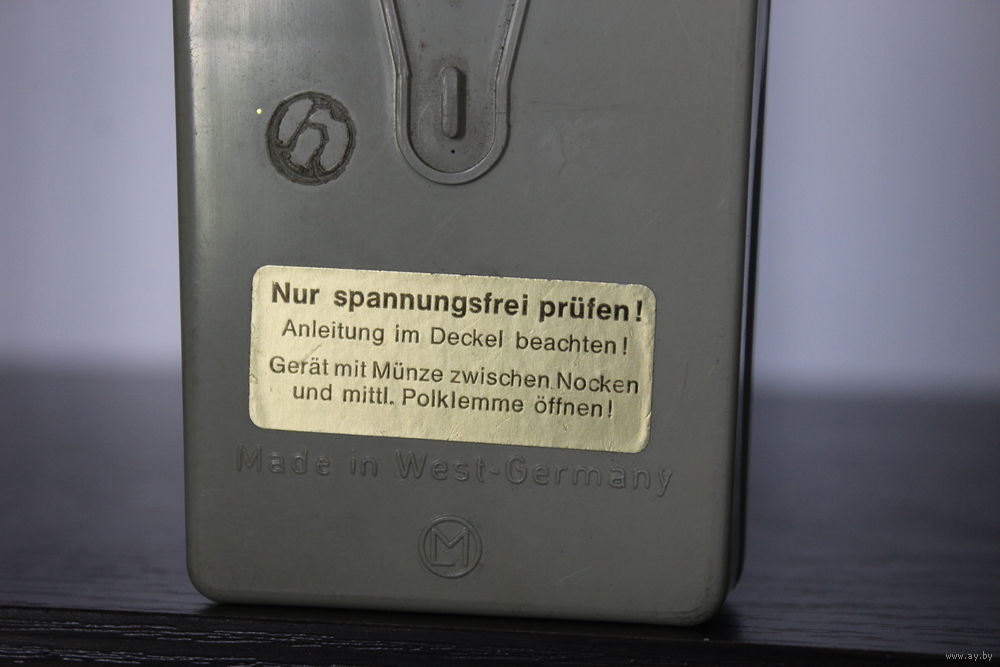 Nur spannungsfrei prüfen!
Anleitung im Deckel beachten!
Gerät mit Münze zwischen Nocken
und mittl. Polklemme öffnen!
Made in West-Germany
LM
www.ay.by